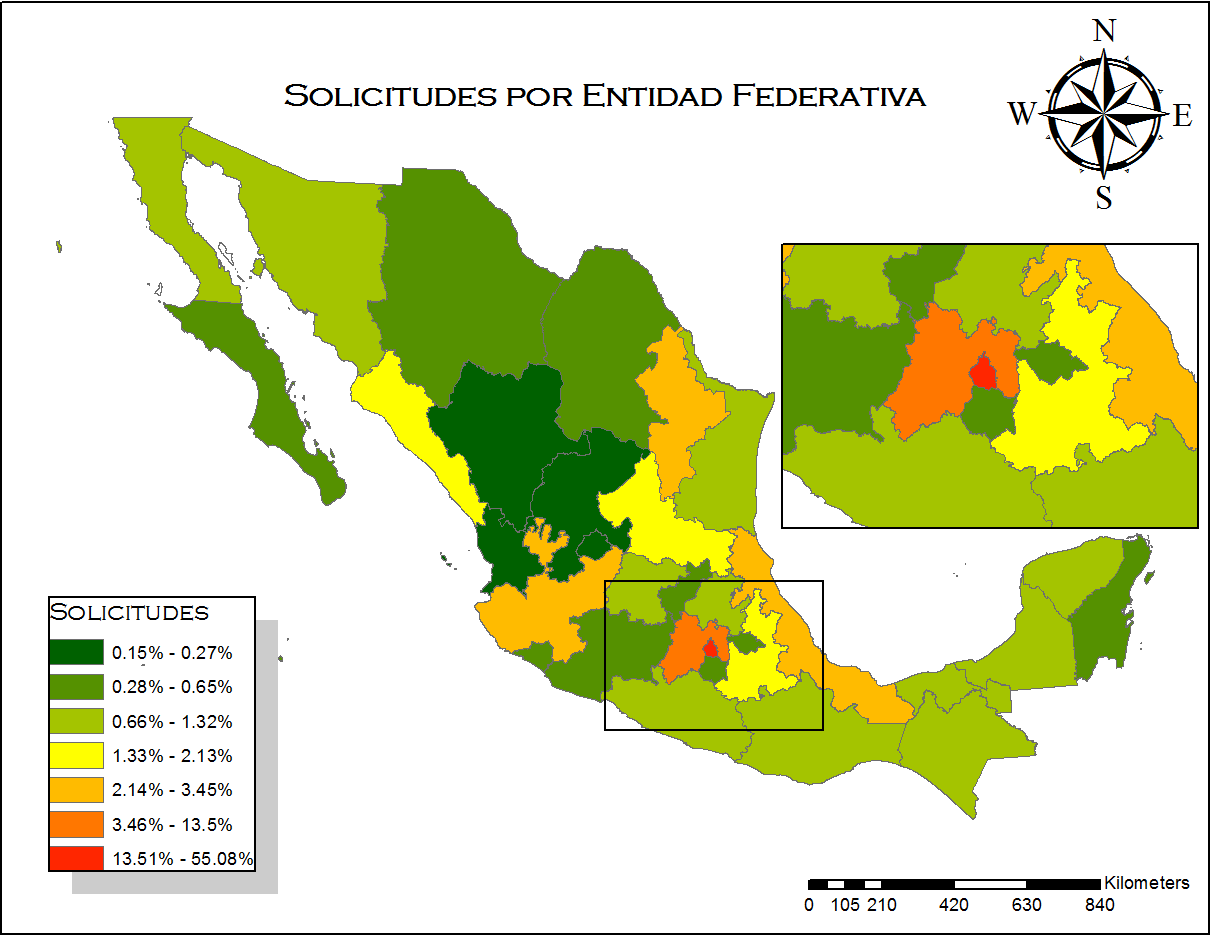 N
Solicitudes por Entidad Federativa
W E
S
Solicitudes
0.15% - 0.27%
0.28% - 0.65%
0.66% - 1.32%
1.33% - 2.13%
2.14% - 3.45%
3.46% - 13.5%
13.51% - 55.08%
Kilometers
0 105 210 420 630 840